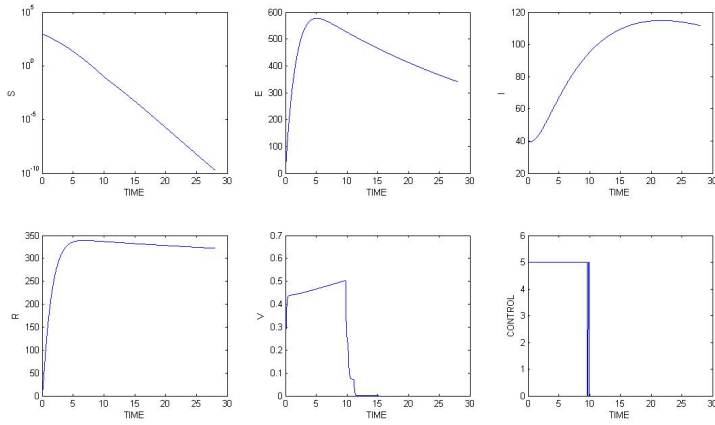 10^5
10^0
10^-5
10^-10
S
0 5 10 15 20 25 30
TIME
600
500
400
300
200
100
0
E
0 5 10 15 20 25 30
TIME
120
100
80
60
40
20
I
0 10 20 30
TIME
350
300
250
200
150
100
50
0
R
0 5 10 15 20 25 30
TIME
0.7
0.6
0.5
0.4
0.3
0.2
0.1
0
V
0 5 10 15 20 25 30
TIME
6
5
4
3
2
1
0
CONTROL
0 5 10 15 20 25 30
TIME